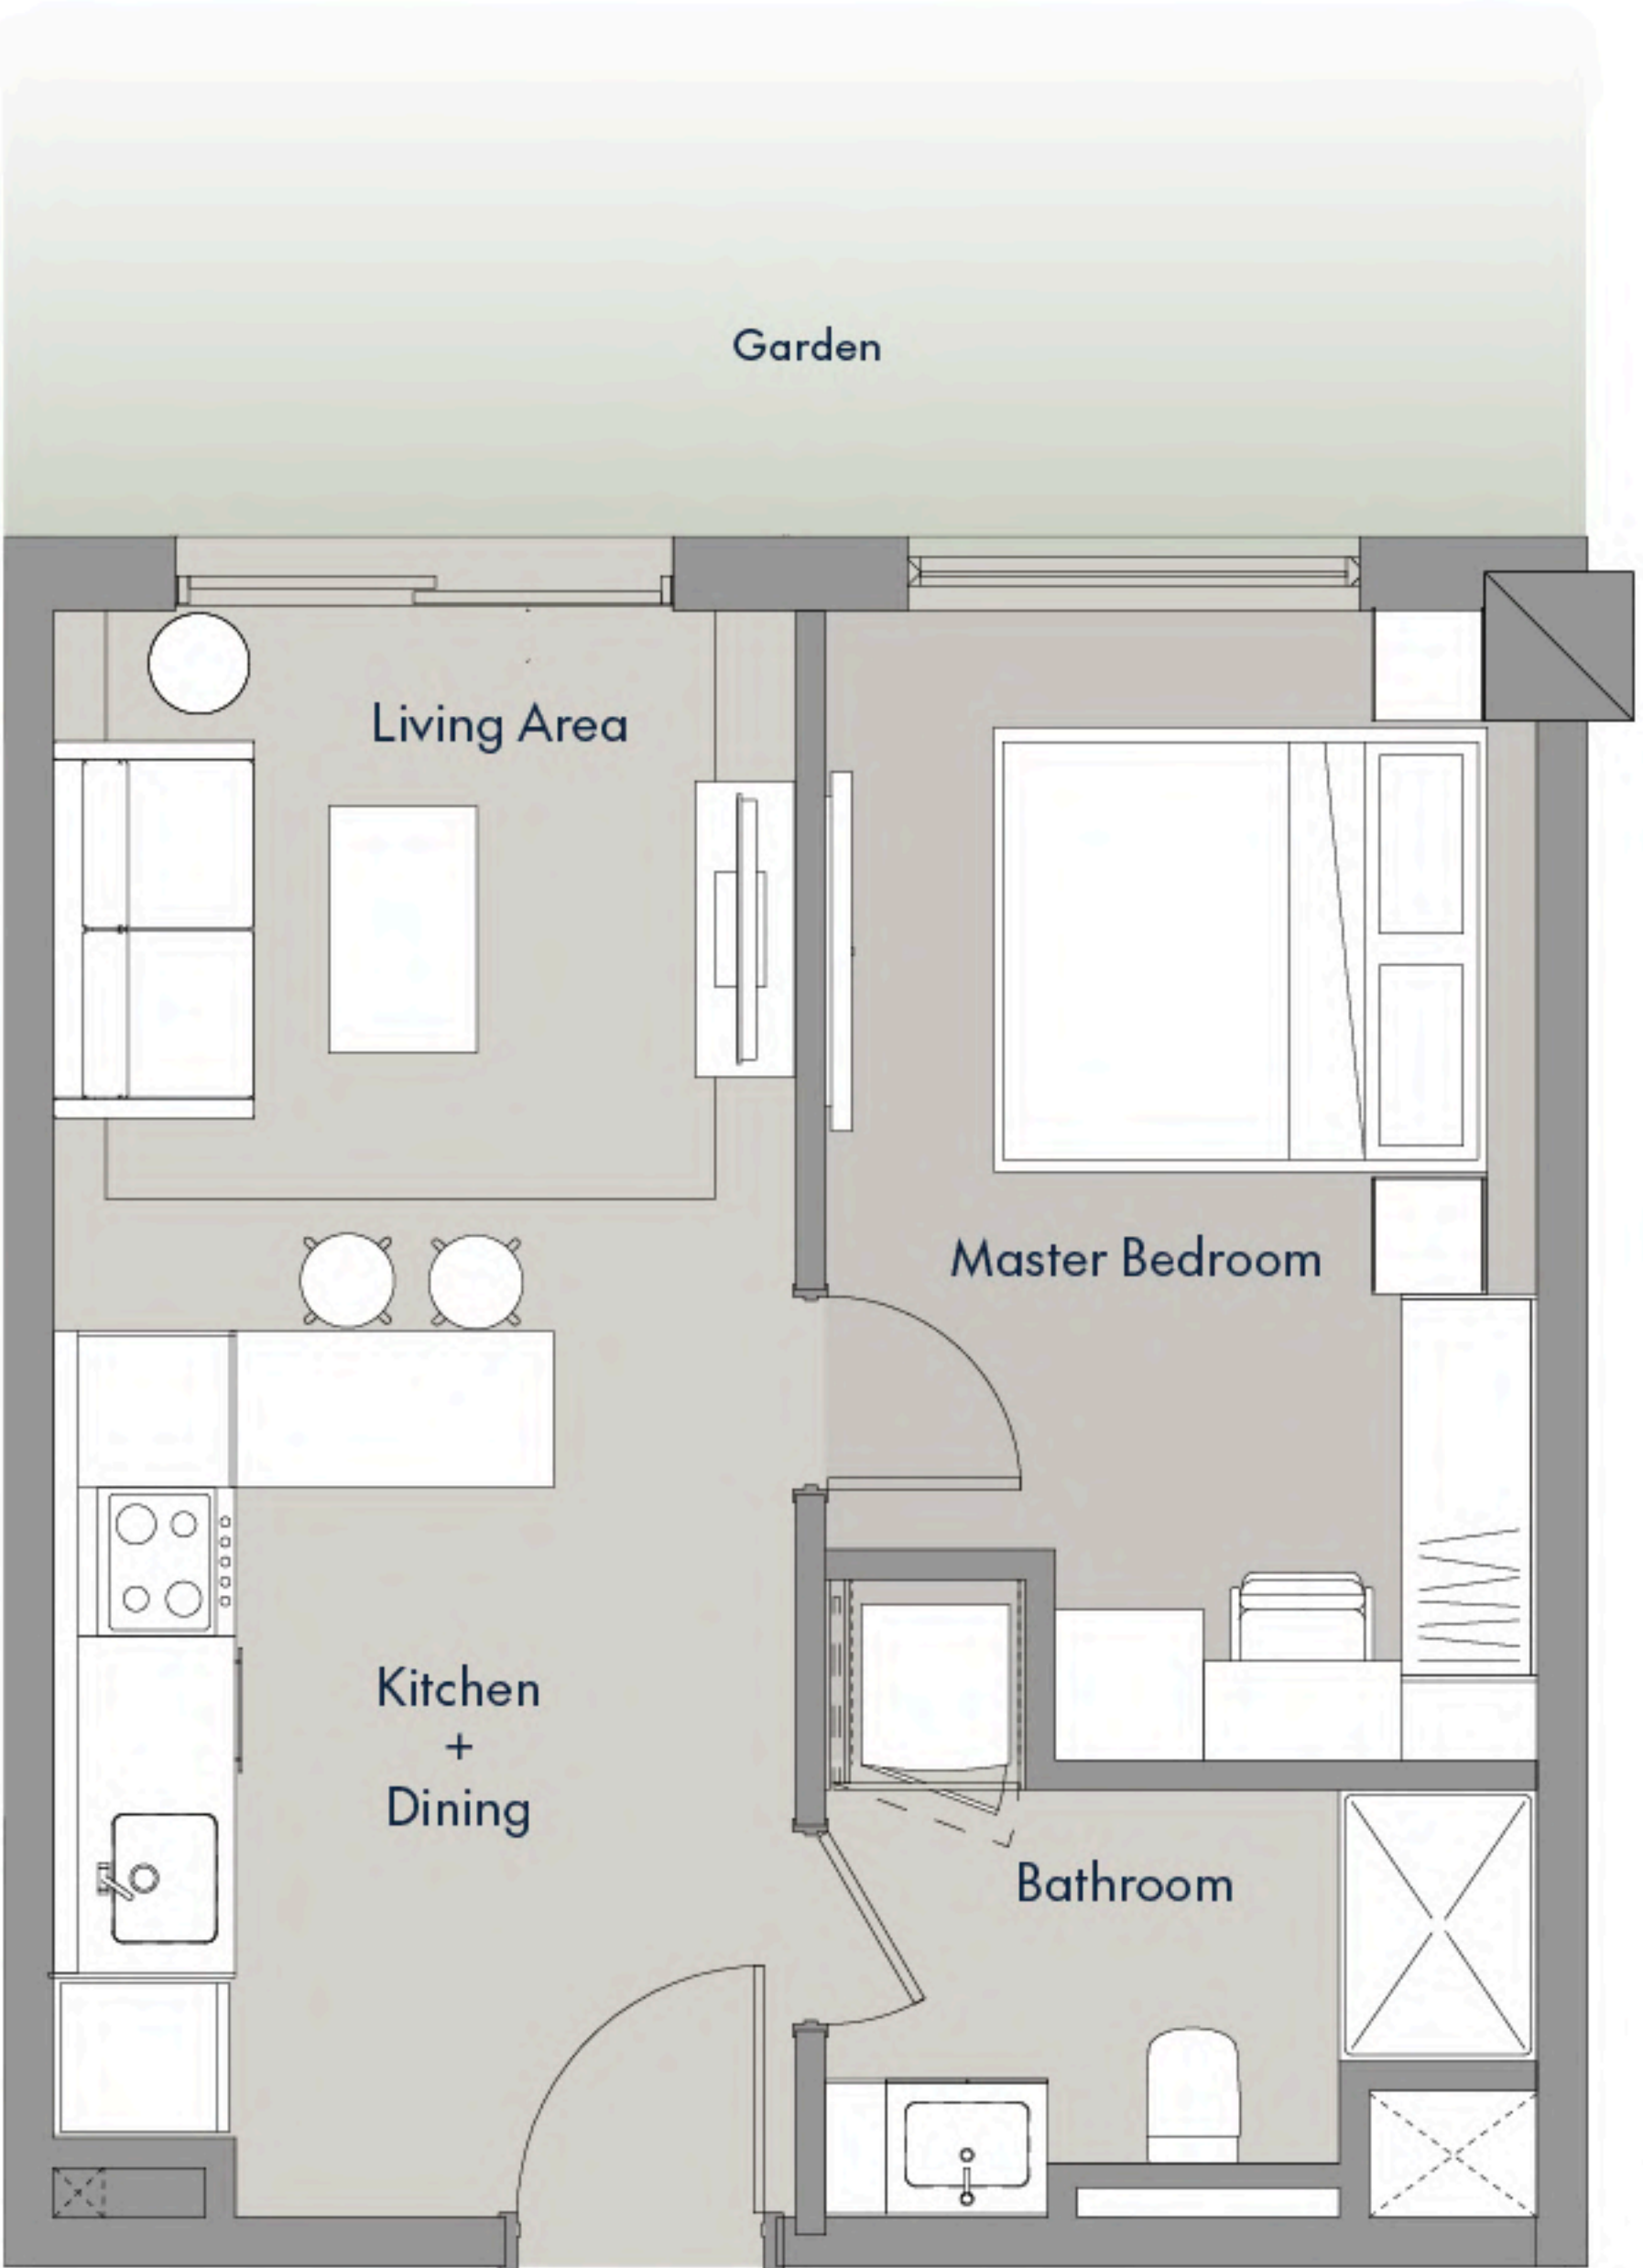 Garden
Living Area
Master Bedroom
Kitchen
+
Dining
Bathroom